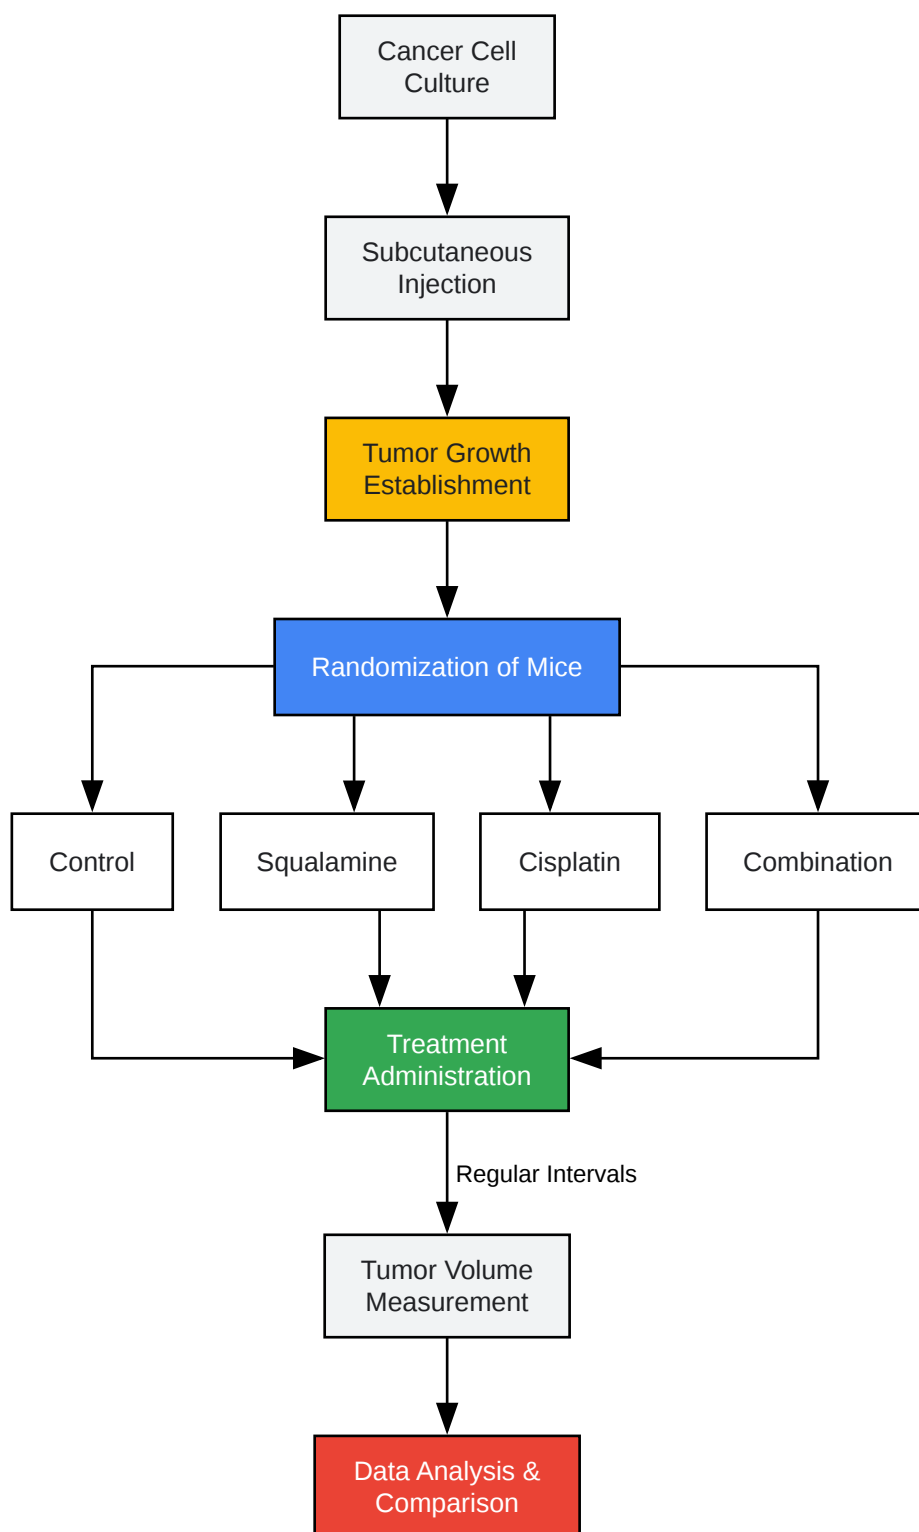 Cancer Cell
Culture
Subcutaneous
Injection
Tumor Growth
Establishment
Randomization of Mice
Control
Squalamine
Cisplatin
Combination
Treatment
Administration
Regular Intervals
Tumor Volume
Measurement
Data Analysis &
Comparison